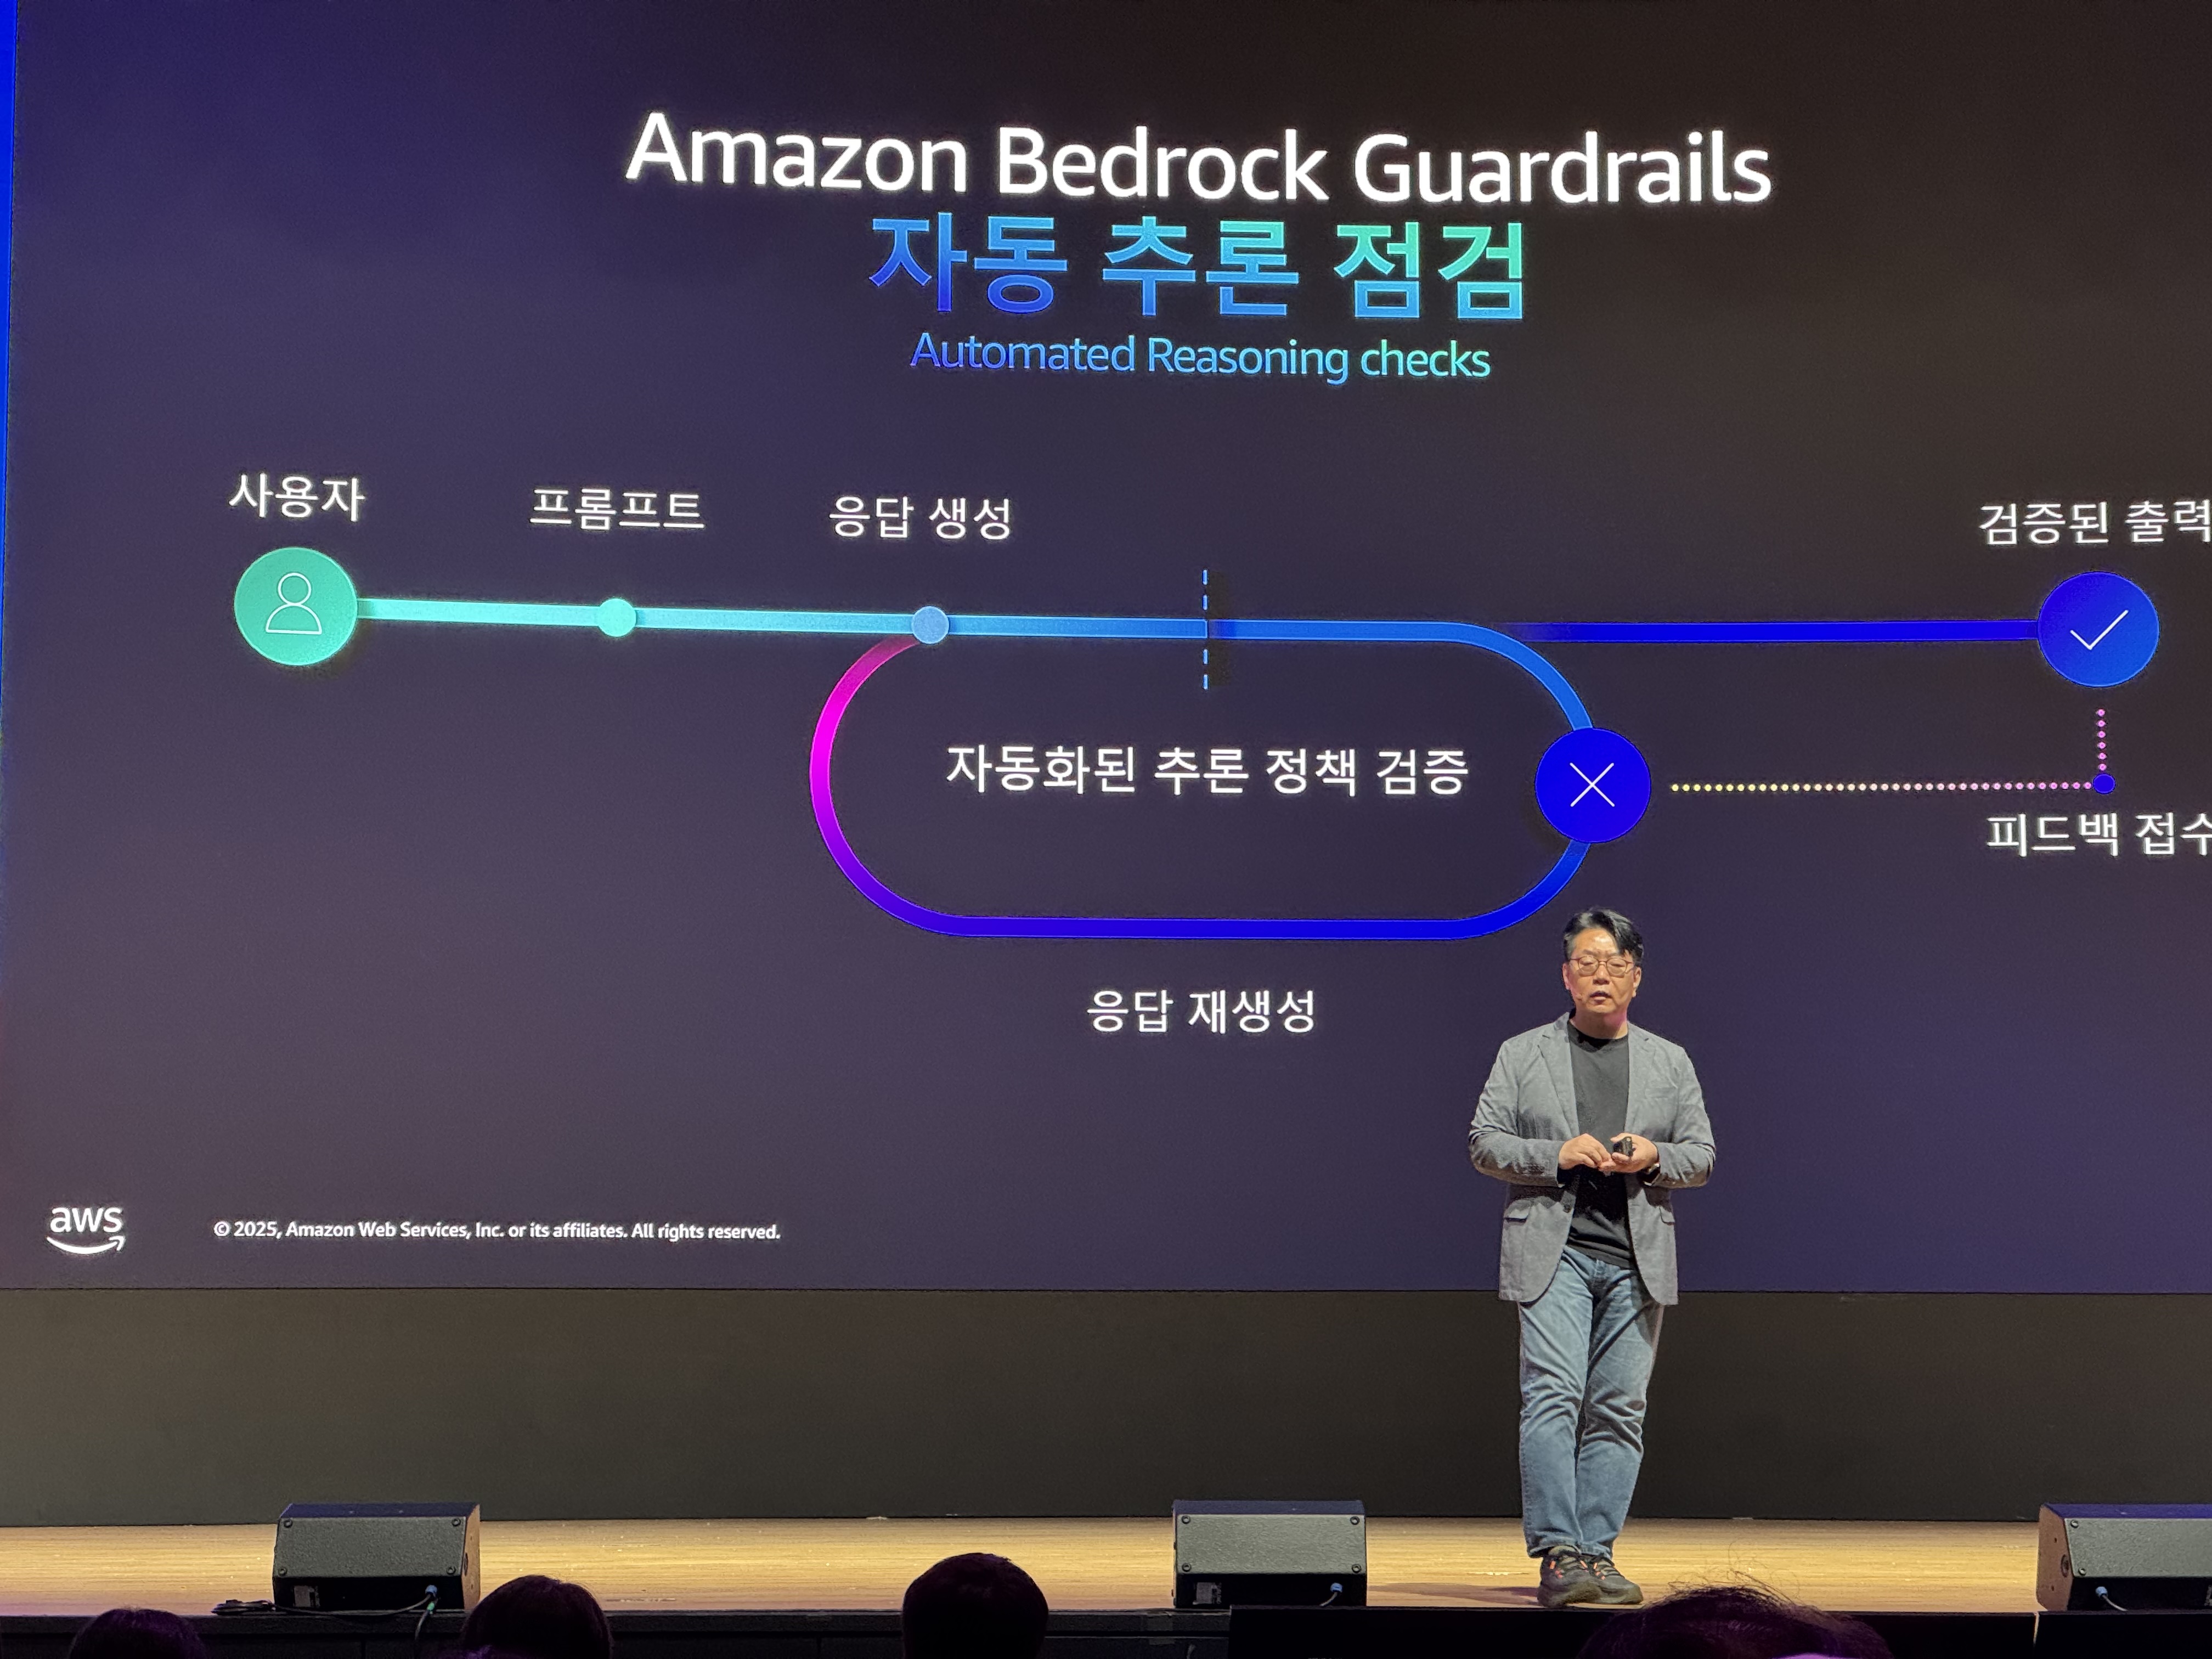 Amazon Bedrock Guardrails
자동 추론 점검
Automated Reasoning checks
사용자
프롬프트
응답 생성
검증된 출력
자동화된 추론 정책 검증
피드백 접수
응답 재생성
aws
© 2025, Amazon Web Services, Inc. or its affiliates. All rights reserved.